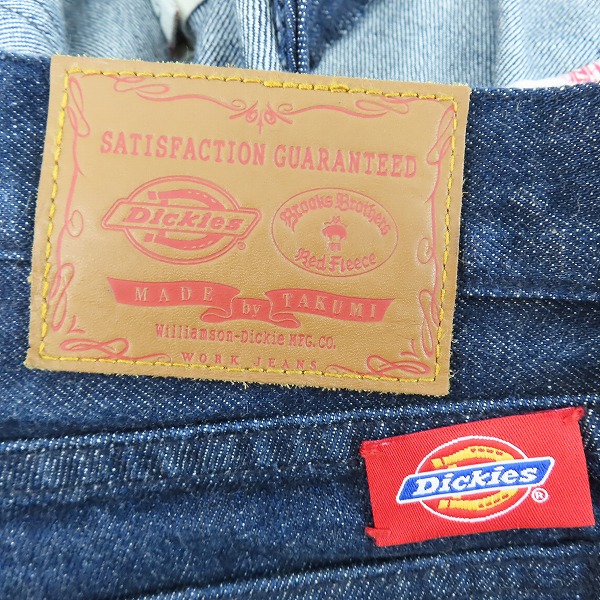 SATISFACTION GUARANTEED
Dickies
Brooks Brothers
Red Fleece
MADE by TAKUMI
Williamson-Dickie MFG.CO.
WORK JEANS
Dickies®